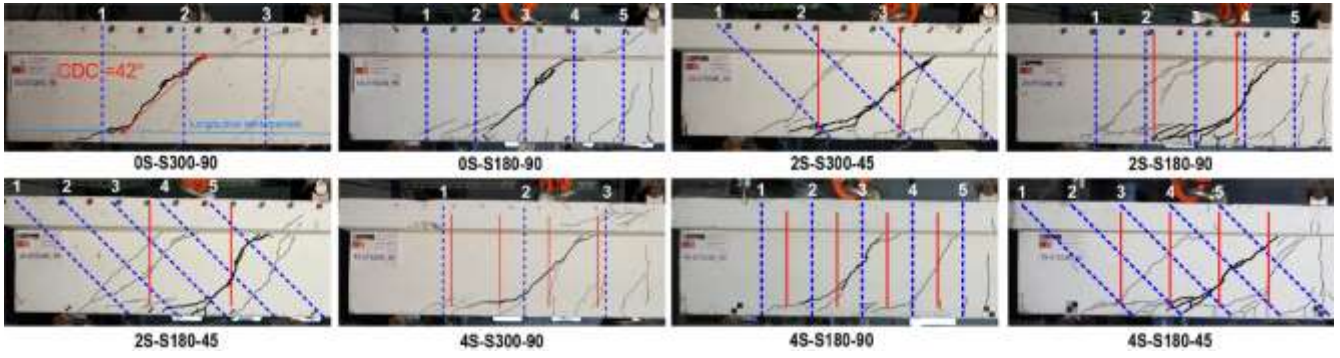 1 2 3
CDC =42°
Longitudinal reinforcement
0S-S300-90
1 2 3 4 5
0S-S180-90
1 2 3
2S-S300-45
1 2 3 4 5
2S-S180-90
1 2 3 4 5
2S-S180-45
1 2 3
4S-S300-90
1 2 3 4 5
4S-S180-90
1 2 3 4 5
4S-S180-45